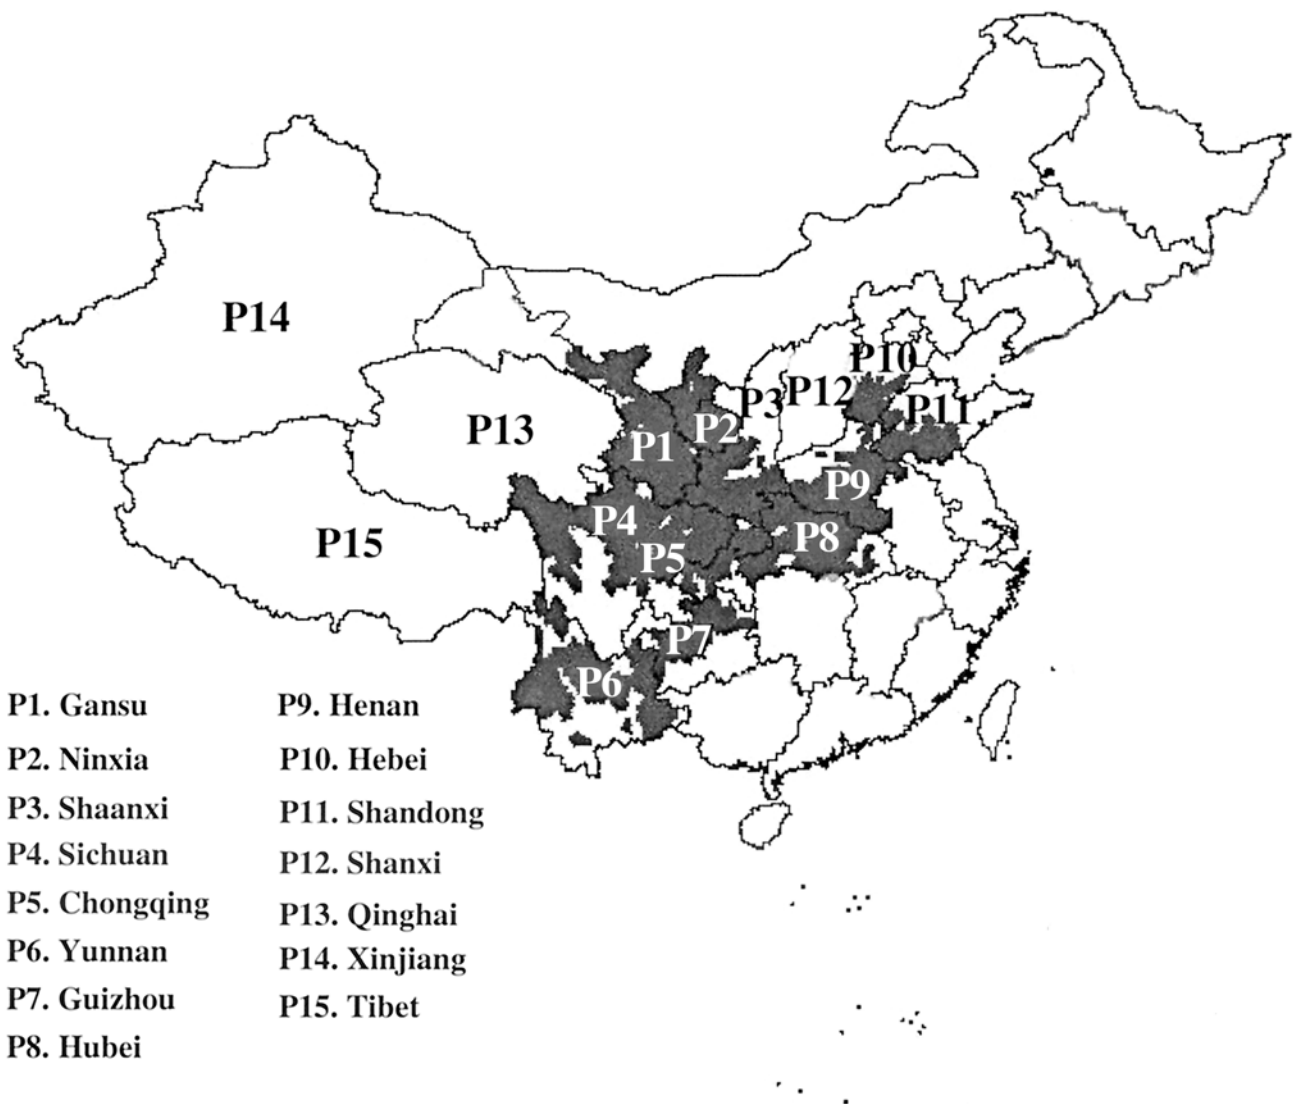 P14
P10
P3
P12
P11
P13
P2
P1
P9
P4
P15
P8
P5
P7
P6
P1. Gansu
P2. Ninxia
P3. Shaanxi
P4. Sichuan
P5. Chongqing
P6. Yunnan
P7. Guizhou
P8. Hubei
P9. Henan
P10. Hebei
P11. Shandong
P12. Shanxi
P13. Qinghai
P14. Xinjiang
P15. Tibet